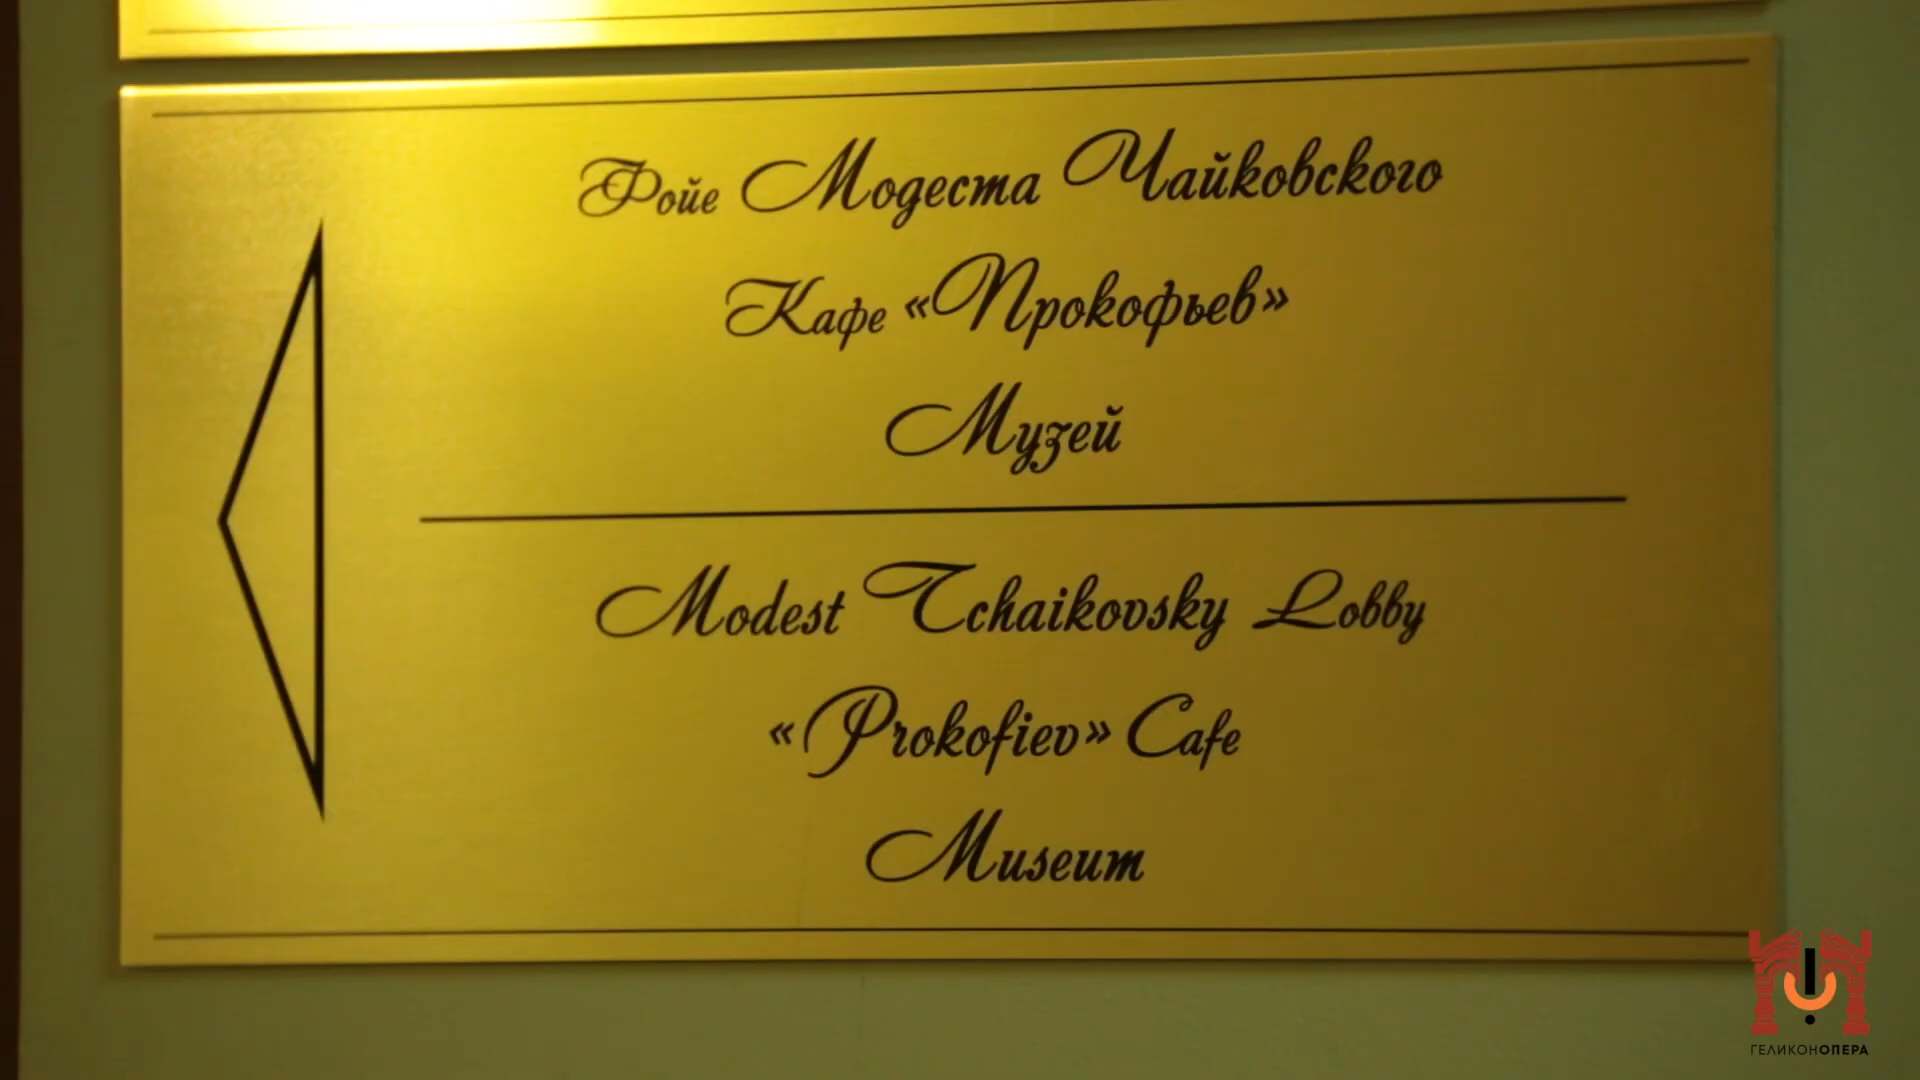 Фойе Модеста Чайковского
Кафе «Прокофьев»
Музей
Modest Tchaikovsky Lobby
«Prokofiev» Cafe
Museum
ГЕЛИКОНОПЕРА